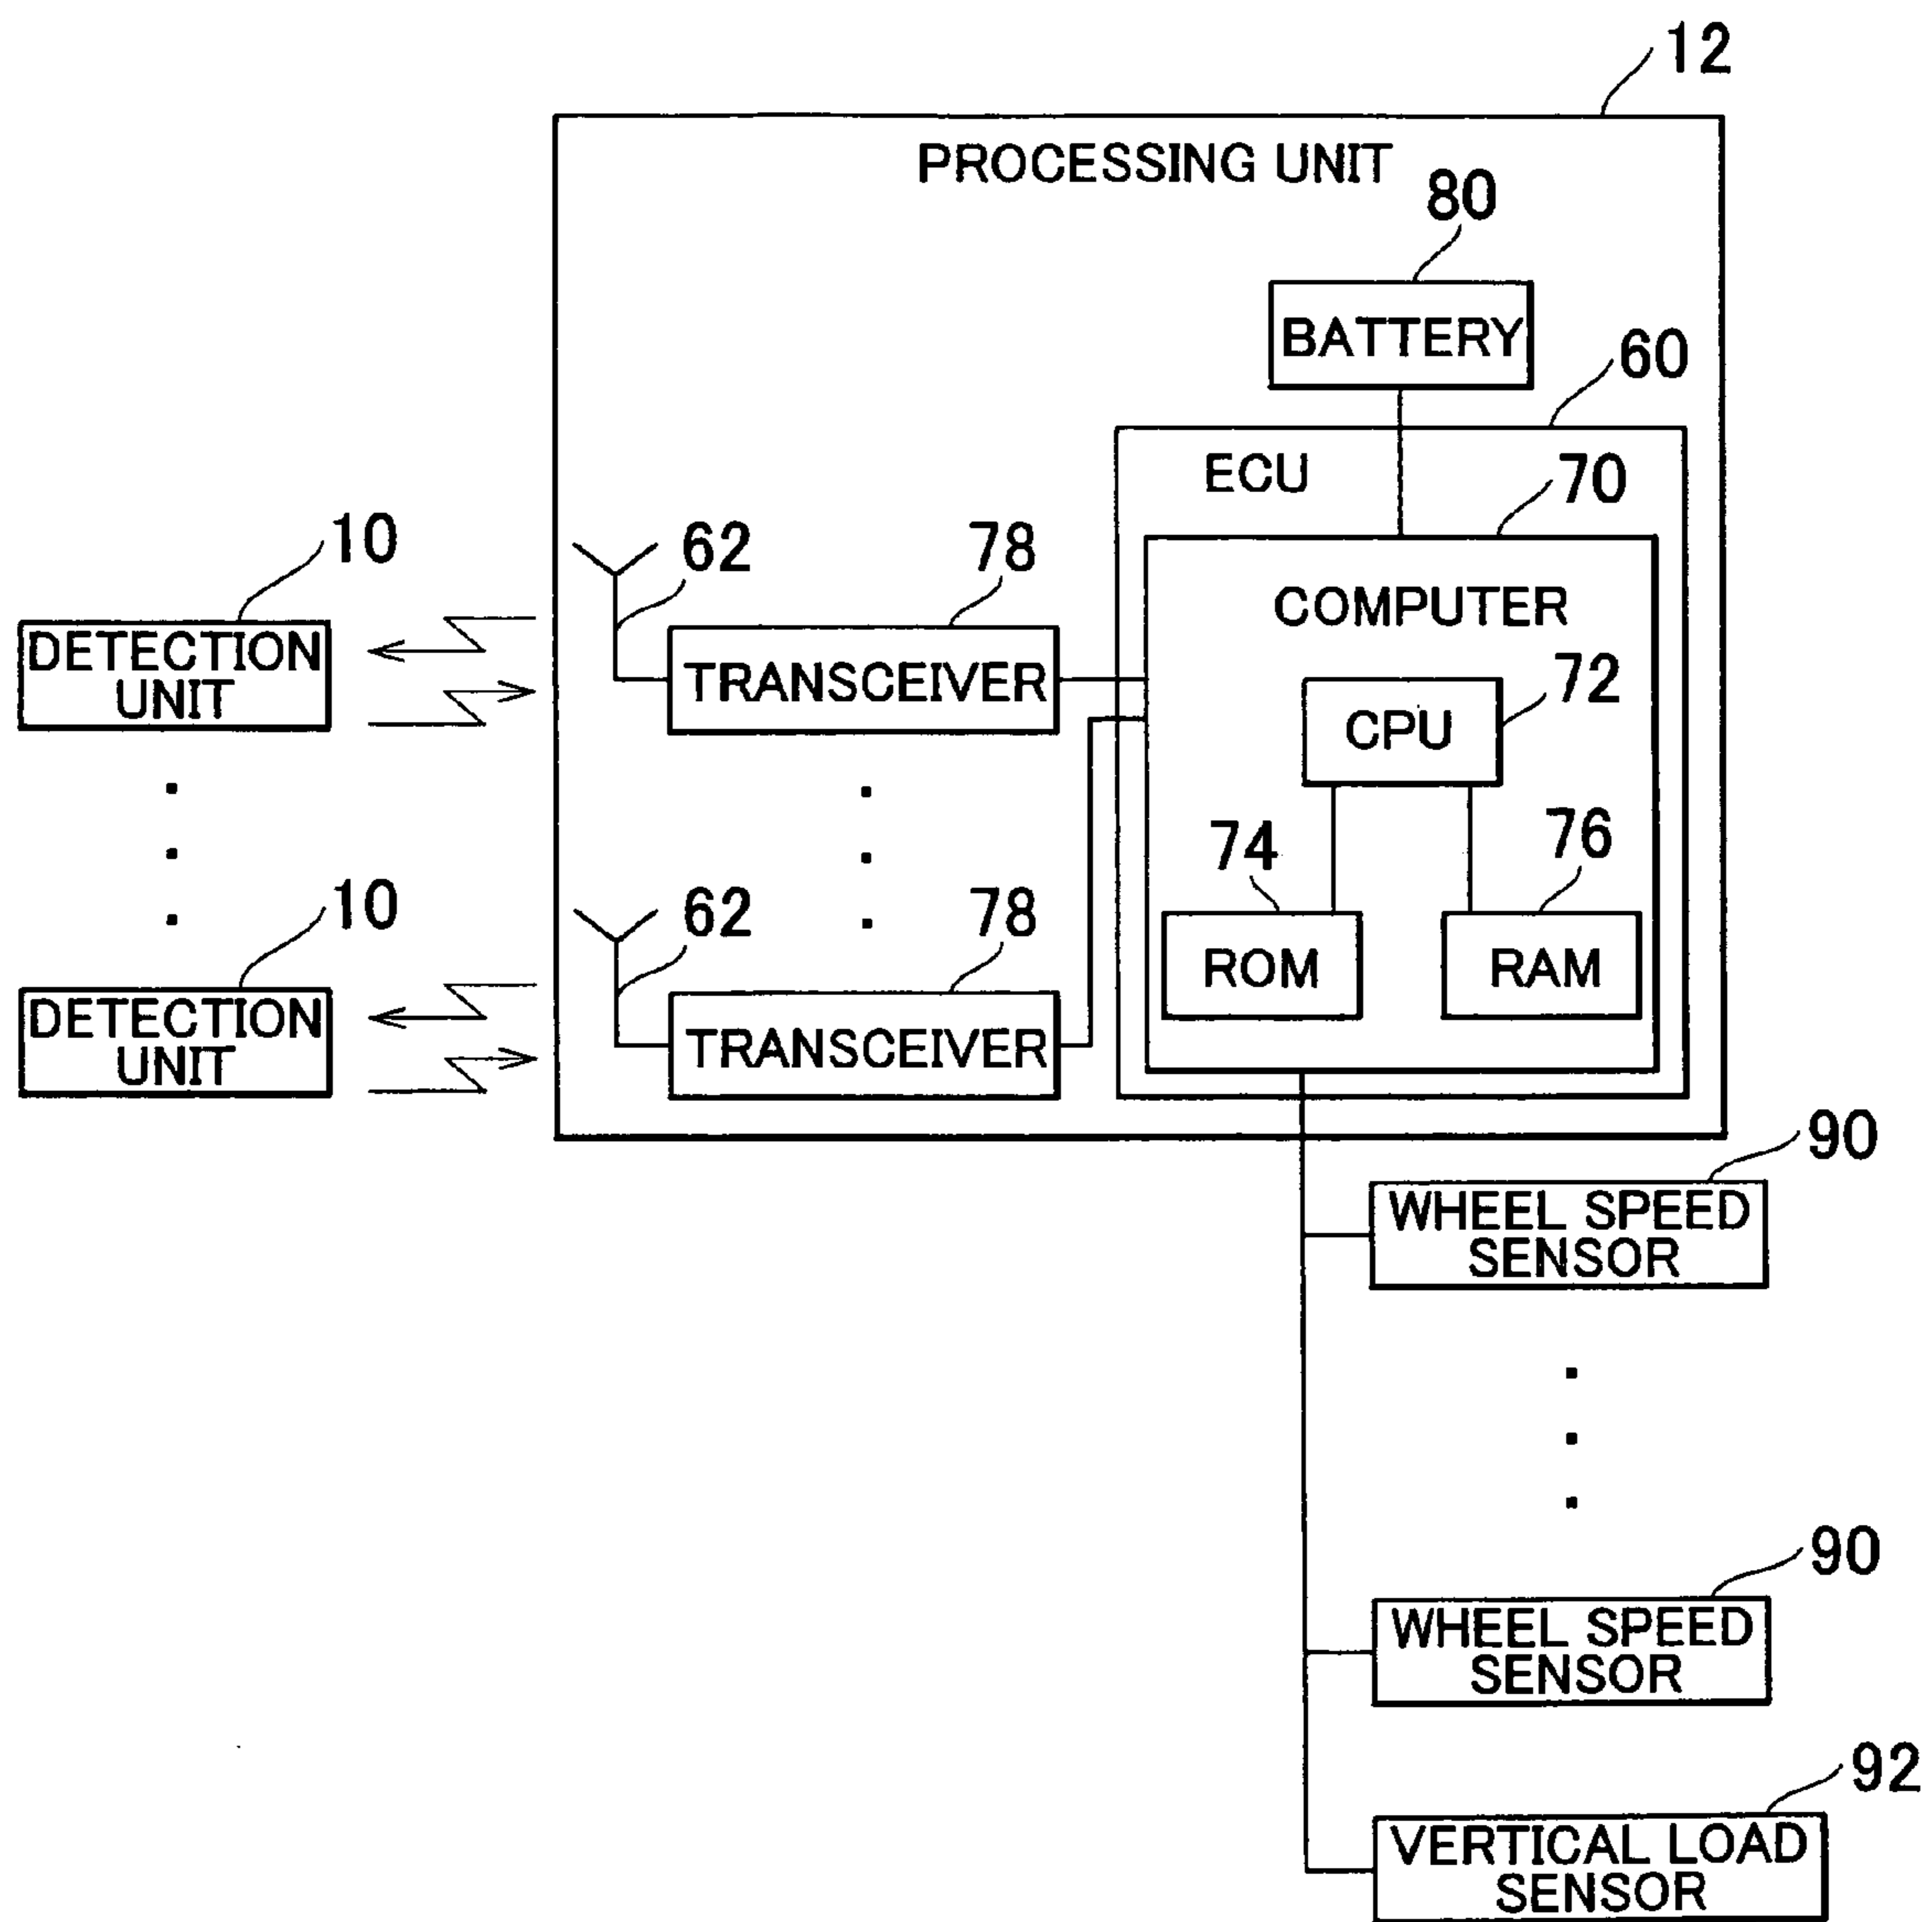 12
PROCESSING UNIT
80
BATTERY
60
ECU
70
COMPUTER
10
62
78
DETECTION
UNIT
TRANSCEIVER
72
CPU
74
76
ROM
RAM
10
62
78
DETECTION
UNIT
TRANSCEIVER
90
WHEEL SPEED
SENSOR
90
WHEEL SPEED
SENSOR
92
VERTICAL LOAD
SENSOR